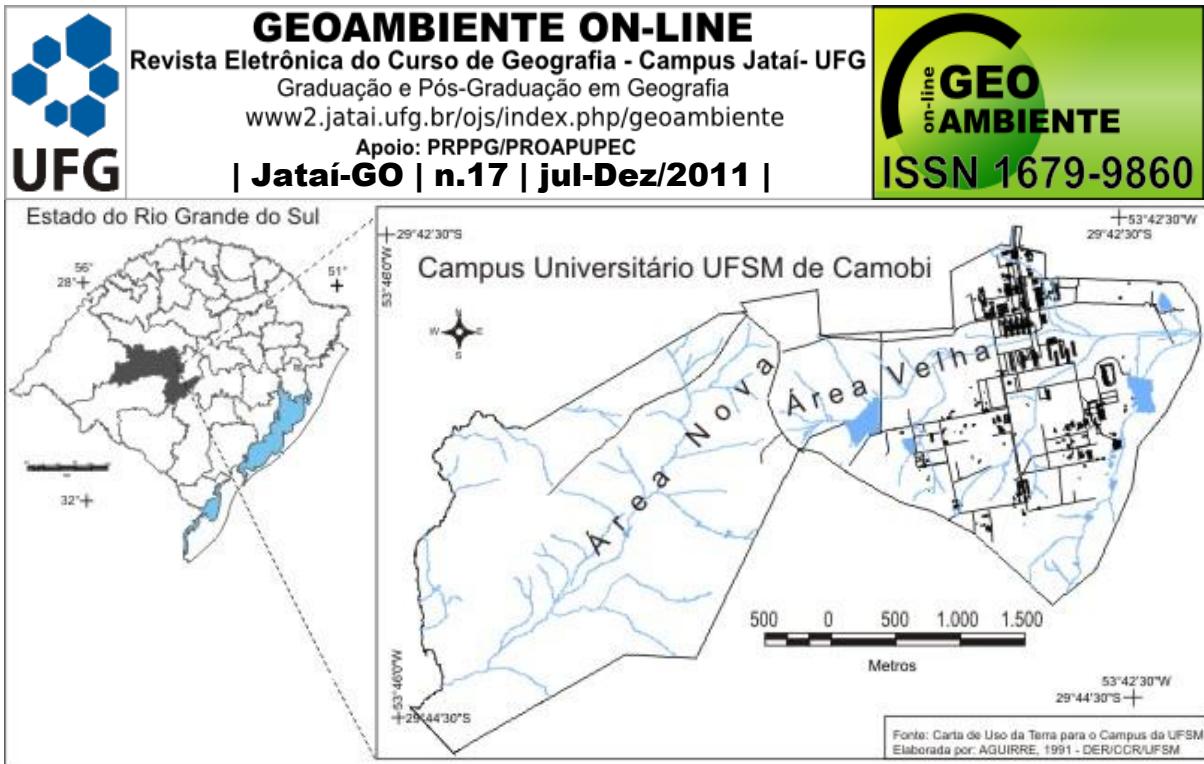 GEOAMBIENTE ON-LINE
Revista Eletrônica do Curso de Geografia - Campus Jataí- UFG
Graduação e Pós-Graduação em Geografia
www2.jatai.ufg.br/ojs/index.php/geoambiente
Apoio: PRPPG/PROAPUPEC
| Jataí-GO | n.17 | jul-Dez/2011 |
UFG
on-line
GEO
AMBIENTE
ISSN 1679-9860
Estado do Rio Grande do Sul
56°
28°
51°
32°
29°42'30"S
53°46'0"W
53°42'30"W
29°42'30"S
Campus Universitário UFSM de Camobi
N
W
E
S
Área Nova
Área Velha
500 0 500 1.000 1.500
Metros
53°46'0"W
29°44'30"S
53°42'30"W
29°44'30"S
Fonte: Carta de Uso da Terra para o Campus da UFSM
Elaborada por: AGUIRRE, 1991 - DER/CCR/UFSM